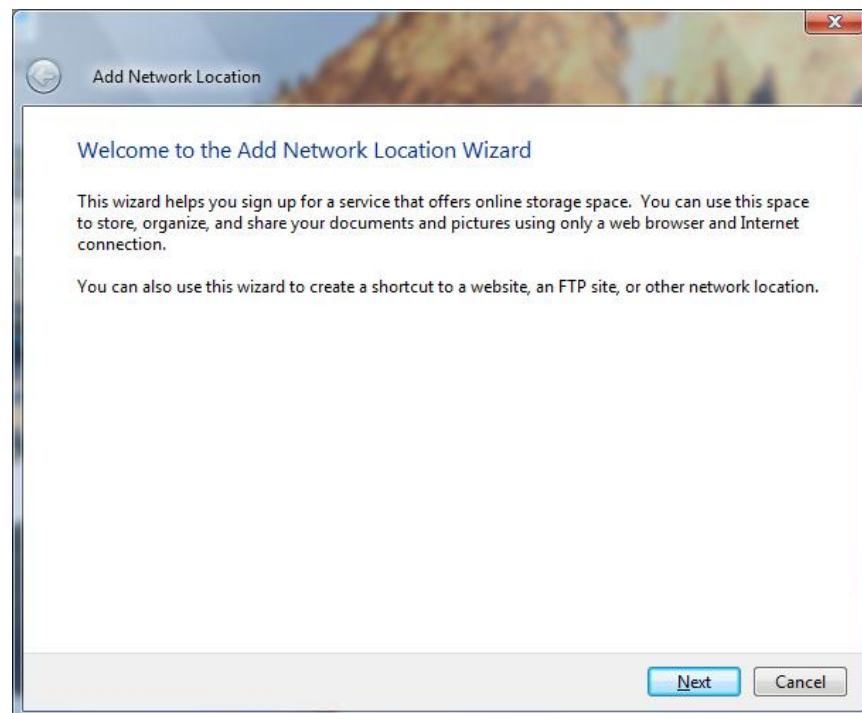 Add Network Location
Welcome to the Add Network Location Wizard
This wizard helps you sign up for a service that offers online storage space.  You can use this space
to store, organize, and share your documents and pictures using only a web browser and Internet
connection.
You can also use this wizard to create a shortcut to a website, an FTP site, or other network location.
Next
Cancel